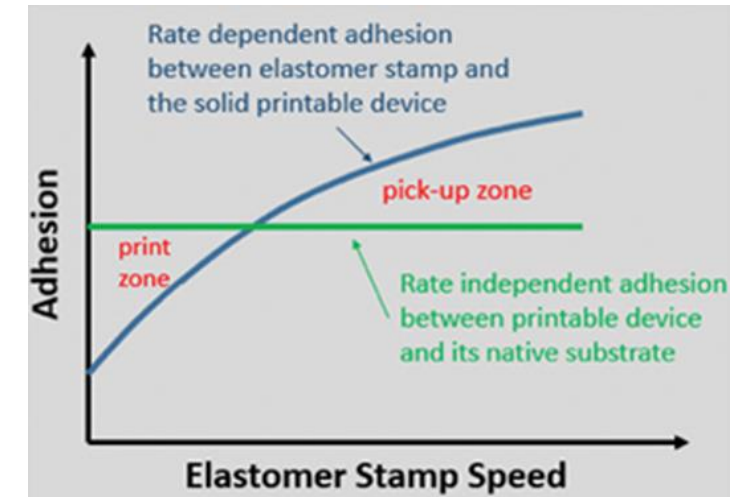 Rate dependent adhesion
between elastomer stamp and
the solid printable device
pick-up zone
print
zone
Rate independent adhesion
between printable device
and its native substrate
Adhesion
Elastomer Stamp Speed